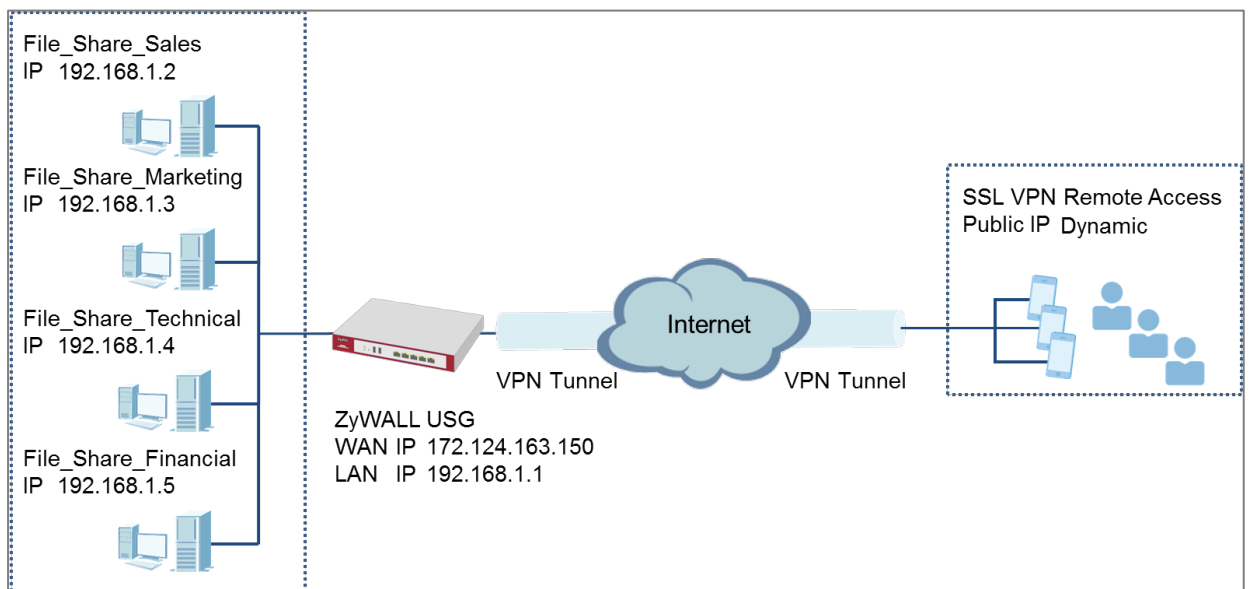 File_Share_Sales
IP 192.168.1.2
File_Share_Marketing
IP 192.168.1.3
File_Share_Technical
IP 192.168.1.4
File_Share_Financial
IP 192.168.1.5
ZyWALL USG
WAN IP 172.124.163.150
LAN IP 192.168.1.1
VPN Tunnel
Internet
VPN Tunnel
SSL VPN Remote Access
Public IP Dynamic